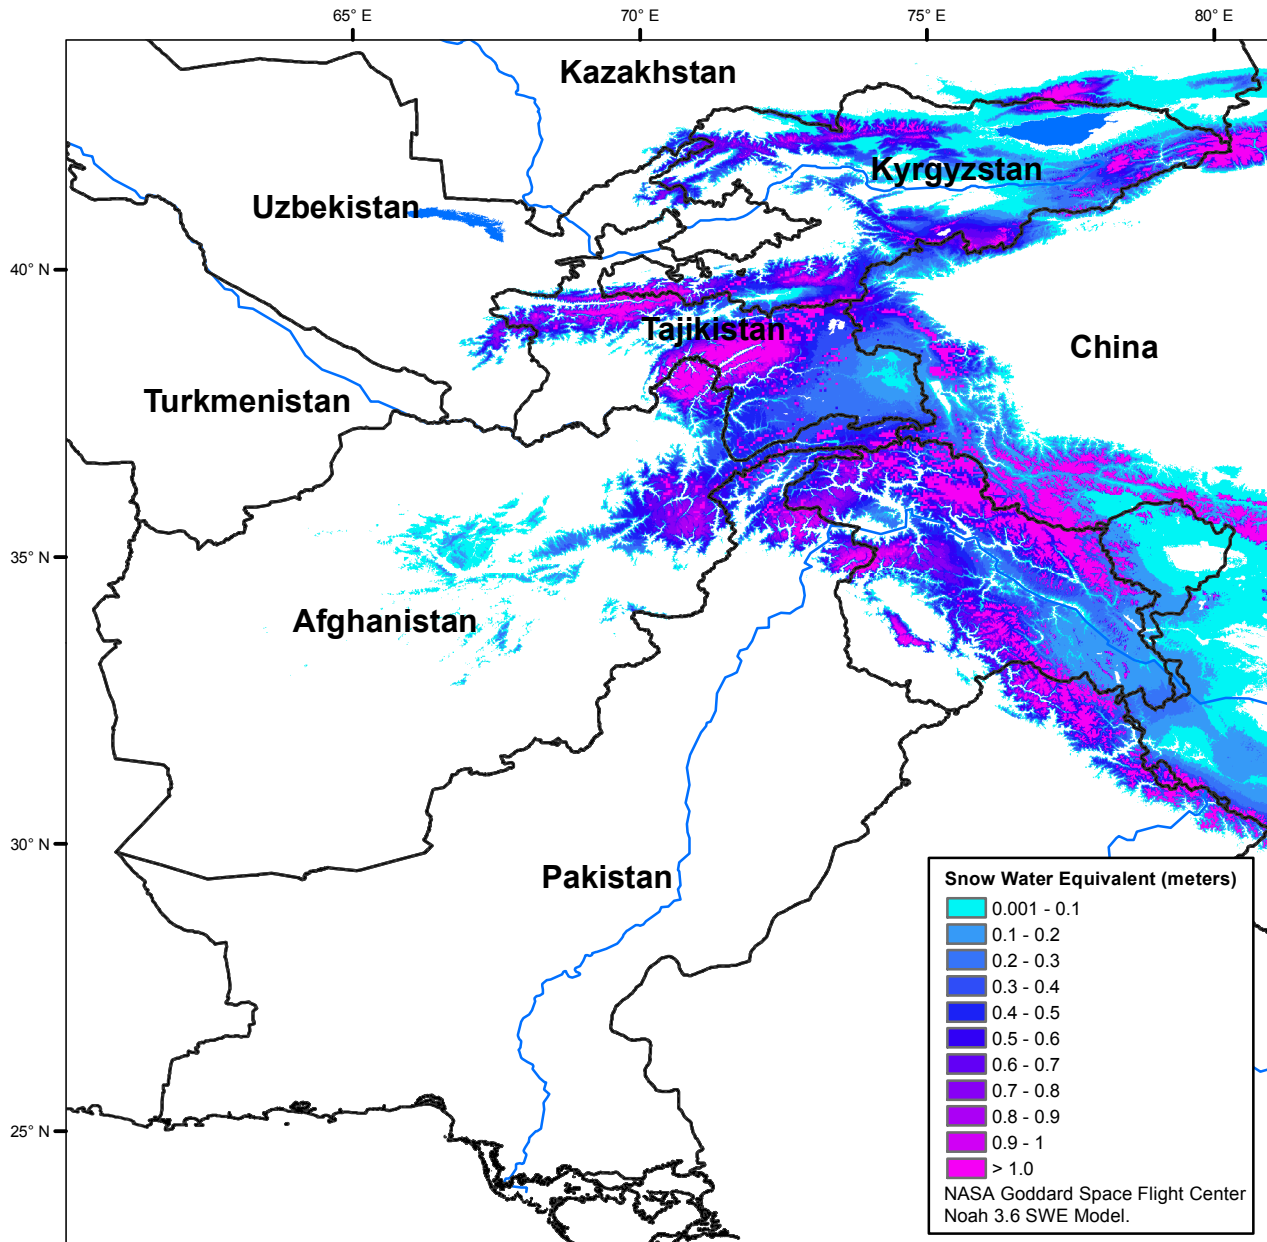 65° E
70° E
75° E
80° E
Kazakhstan
Kyrgyzstan
Uzbekistan
40° N
Tajikistan
China
Turkmenistan
35° N
Afghanistan
30° N
Pakistan
25° N
Snow Water Equivalent (meters)
0.001 - 0.1
0.1 - 0.2
0.2 - 0.3
0.3 - 0.4
0.4 - 0.5
0.5 - 0.6
0.6 - 0.7
0.7 - 0.8
0.8 - 0.9
0.9 - 1
> 1.0
NASA Goddard Space Flight Center
Noah 3.6 SWE Model.